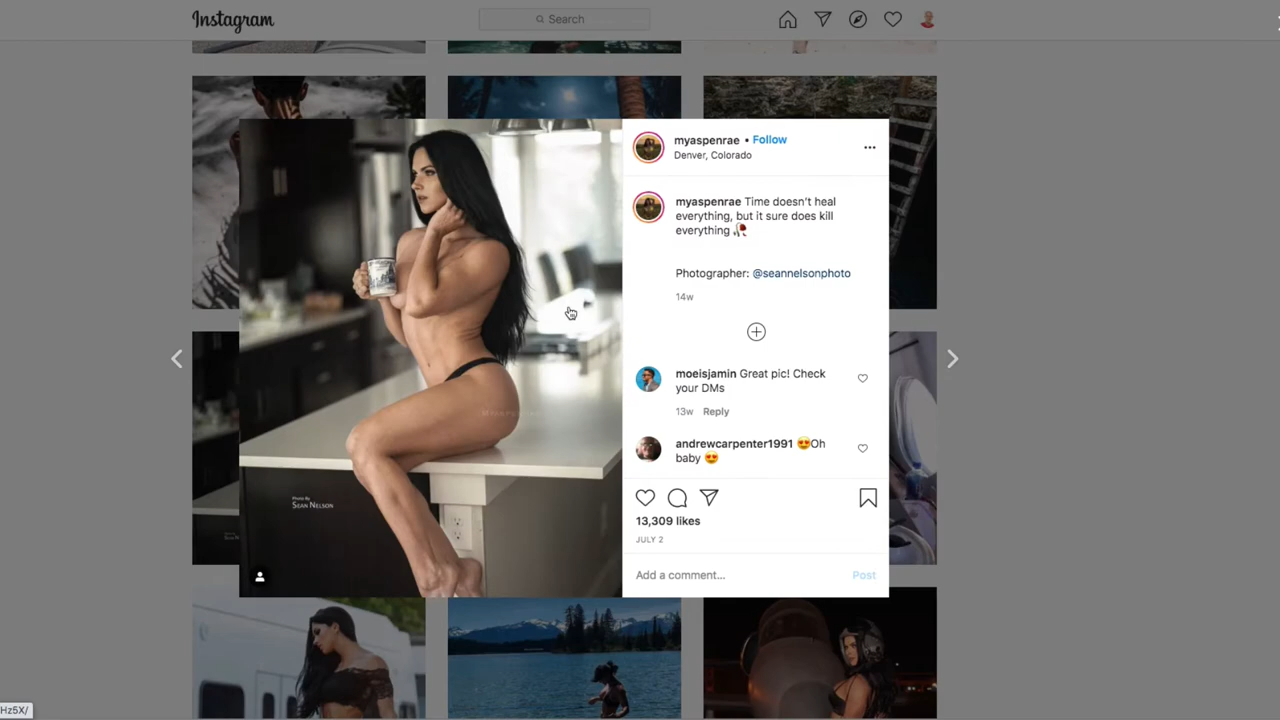 Instagram
Search
myaspenrae • Follow
Denver, Colorado
myaspenrae Time doesn't heal
everything, but it sure does kill
everything 🥀
Photographer: @seannelsonphoto
14w
moeisjamin Great pic! Check
your DMs
13w Reply
andrewcarpenter1991 😍Oh
baby 😍
13,309 likes
JULY 2
Add a comment...
Post
Photo By
SEAN NELSON
Hz5X/